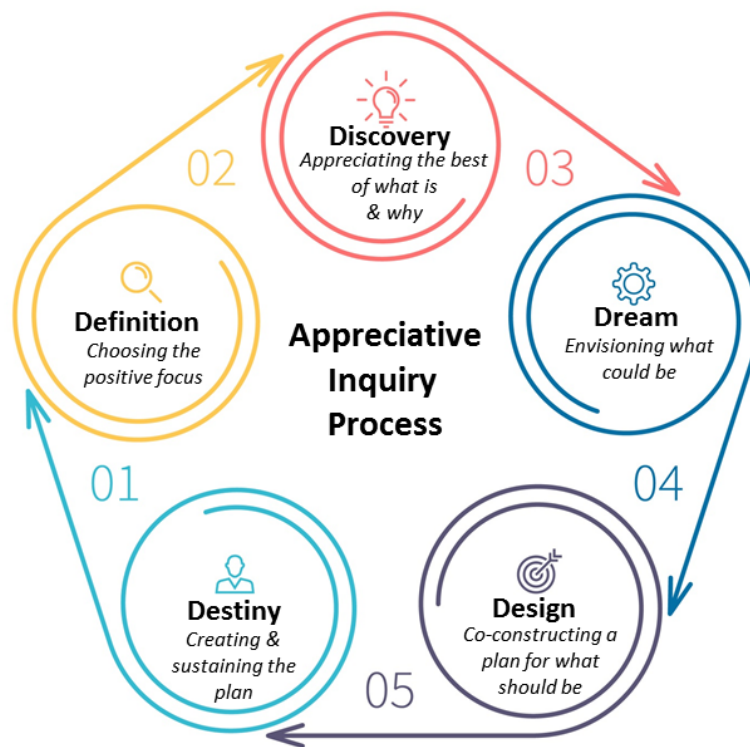 Discovery
Appreciating the best
of what is
& why
02
03
Definition
Choosing the
positive focus
Appreciative
Inquiry
Process
Dream
Envisioning what
could be
01
04
Destiny
Creating &
sustaining the
plan
Design
Co-constructing a
plan for what
should be
05